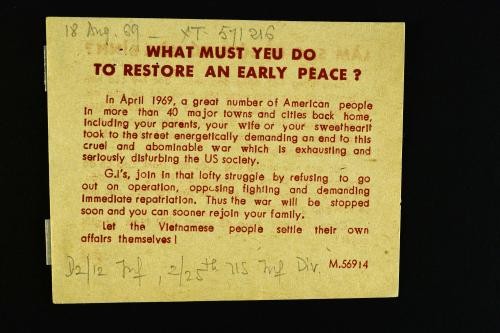 18 Aug. 69 — XT 571216
WHAT MUST YEU DO
TO RESTORE AN EARLY PEACE ?
In April 1969, a great number of American people
in more than 40 major towns and cities back home,
including your parents, your wife or your sweethearit
took to the street energetically demanding an end to this
cruel and abominable war which is exhausting and
seriously disturbing the US society.
G.I's, join in that lofty struggle by refusing to go
out on operation, opposing fighting and demanding
immediate repatriation. Thus the war will be stopped
soon and you can sooner rejoin your family.
Let the Vietnamese people settle their own
affairs themselves !
M.56914
D2/12 Inf, 2/25th Inf Div.